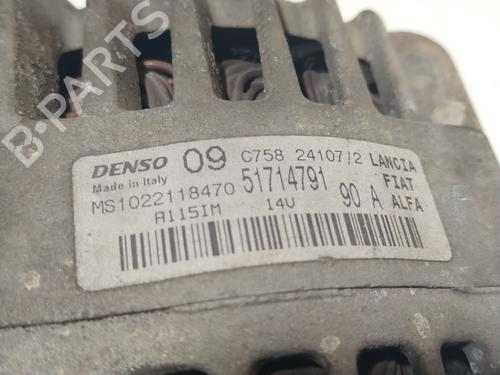 B-Parts
DENSO 09 C758 24107/2 LANCIA
Made in Italy 51714791 FIAT
MS1022118470 90 A ALFA
A115IM 14V